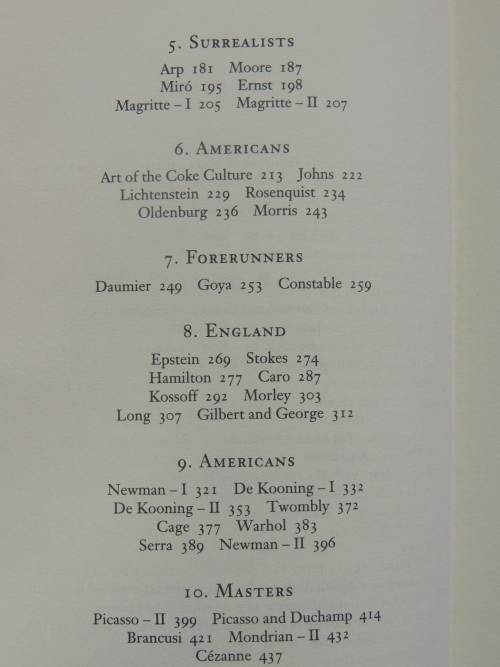 5. Surrealists
Arp 181 Moore 187
Miró 195 Ernst 198
Magritte – I 205 Magritte – II 207
6. Americans
Art of the Coke Culture 213 Johns 222
Lichtenstein 229 Rosenquist 234
Oldenburg 236 Morris 243
7. Forerunners
Daumier 249 Goya 253 Constable 259
8. England
Epstein 269 Stokes 274
Hamilton 277 Caro 287
Kossoff 292 Morley 303
Long 307 Gilbert and George 312
9. Americans
Newman – I 321 De Kooning – I 332
De Kooning – II 353 Twombly 372
Cage 377 Warhol 383
Serra 389 Newman – II 396
10. Masters
Picasso – II 399 Picasso and Duchamp 414
Brancusi 421 Mondrian – II 432
Cézanne 437